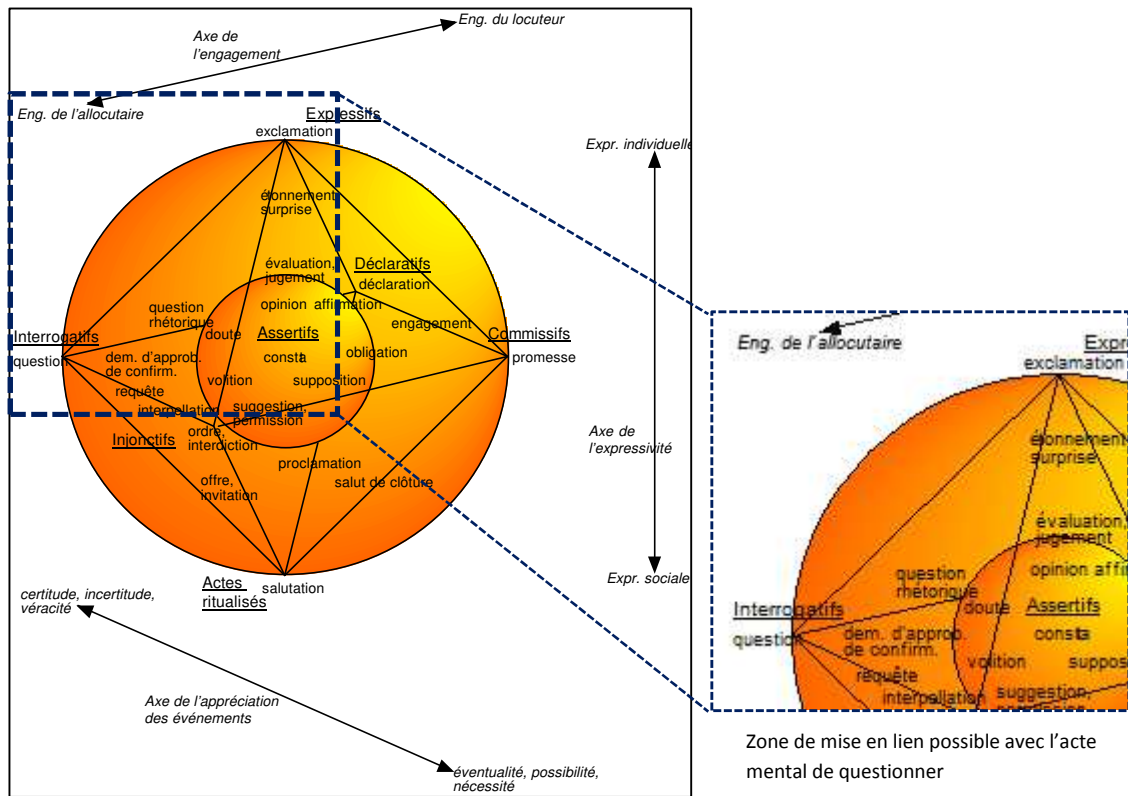 Eng. du locuteur
Axe de
l'engagement
Eng. de l'allocutaire
Expressifs
exclamation
Expr. individuelle
étonnement
surprise
évaluation,
jugement
Déclaratifs
déclaration
question
rhétorique
opinion affirmation
engagement
doute
Assertifs
Interrogatifs
Commissifs
question
dem. d'approb.
de confirm.
consta
obligation
promesse
requête
volition
supposition
interpellation
suggestion,
permission
Injonctifs
ordre,
interdiction
proclamation
offre,
invitation
salut de clôture
Axe de
l'expressivité
Expr. sociale
Actes
ritualisés
salutation
certitude, incertitude,
véracité
Axe de l'appréciation
des événements
éventualité, possibilité,
nécessité
Eng. de l'allocutaire
Expre
exclamation
étonnement
surprise
évaluation,
jugement
question
rhétorique
opinion affi
doute
Assertifs
Interrogatifs
question
dem. d'approb.
de confirm.
consta
volition
suppos
requête
interpellation
suggestion,
Zone de mise en lien possible avec l'acte
mental de questionner